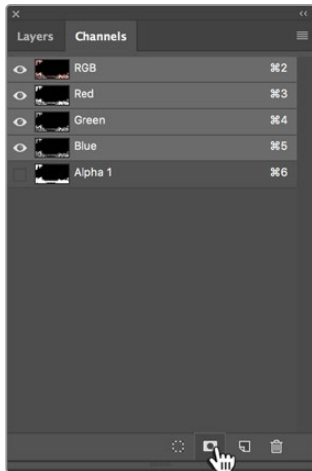 Layers Channels
RGB ⌘2
Red ⌘3
Green ⌘4
Blue ⌘5
Alpha 1 ⌘6